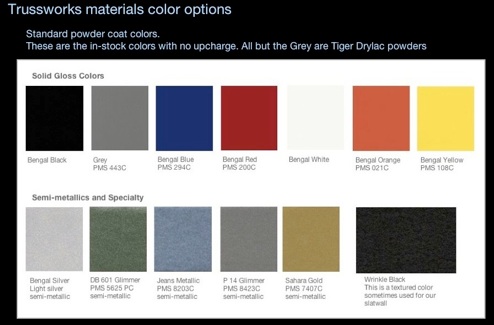 Trussworks materials color options
Standard powder coat colors.
These are the in-stock colors with no upcharge. All but the Grey are Tiger Drylac powders
Solid Gloss Colors
Bengal Black
Grey
PMS 443C
Bengal Blue
PMS 294C
Bengal Red
PMS 200C
Bengal White
Bengal Orange
PMS 021C
Bengal Yellow
PMS 108C
Semi-metallics and Specialty
Bengal Silver
Light silver
semi-metallic
DB 601 Glimmer
PMS 5625 PC
semi-metallic
Jeans Metallic
PMS 8203C
semi-metallic
P 14 Glimmer
PMS 8423C
semi-metallic
Sahara Gold
PMS 7407C
semi-metallic
Wrinkle Black
This is a textured color
sometimes used for our
slatwall